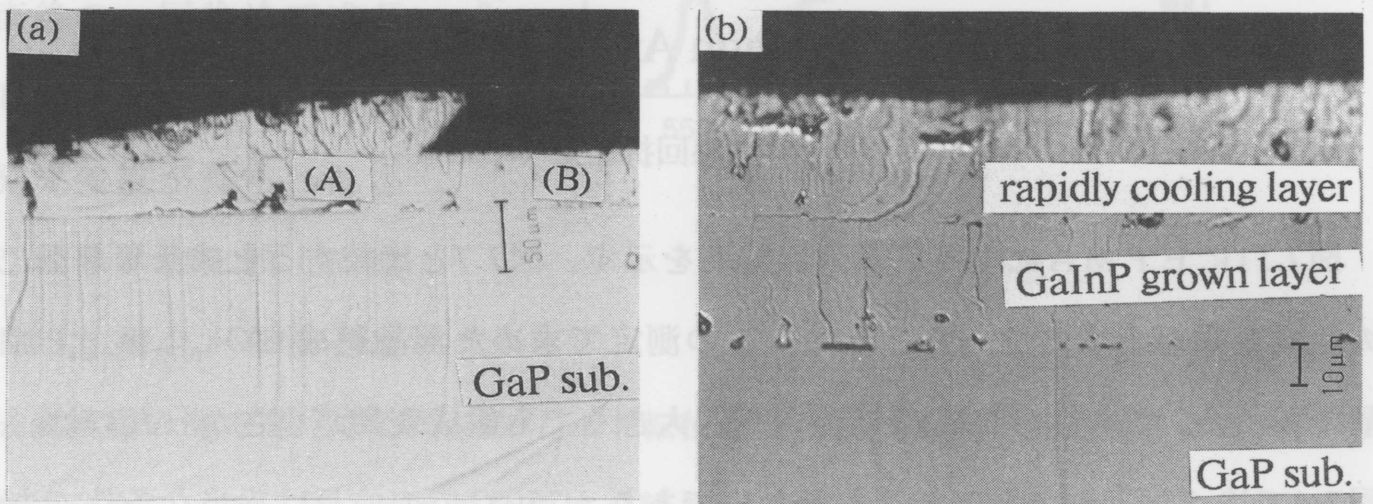 (a)
(A)
(B)
50μm
GaP sub.
(b)
rapidly cooling layer
GaInP grown layer
10μm
GaP sub.